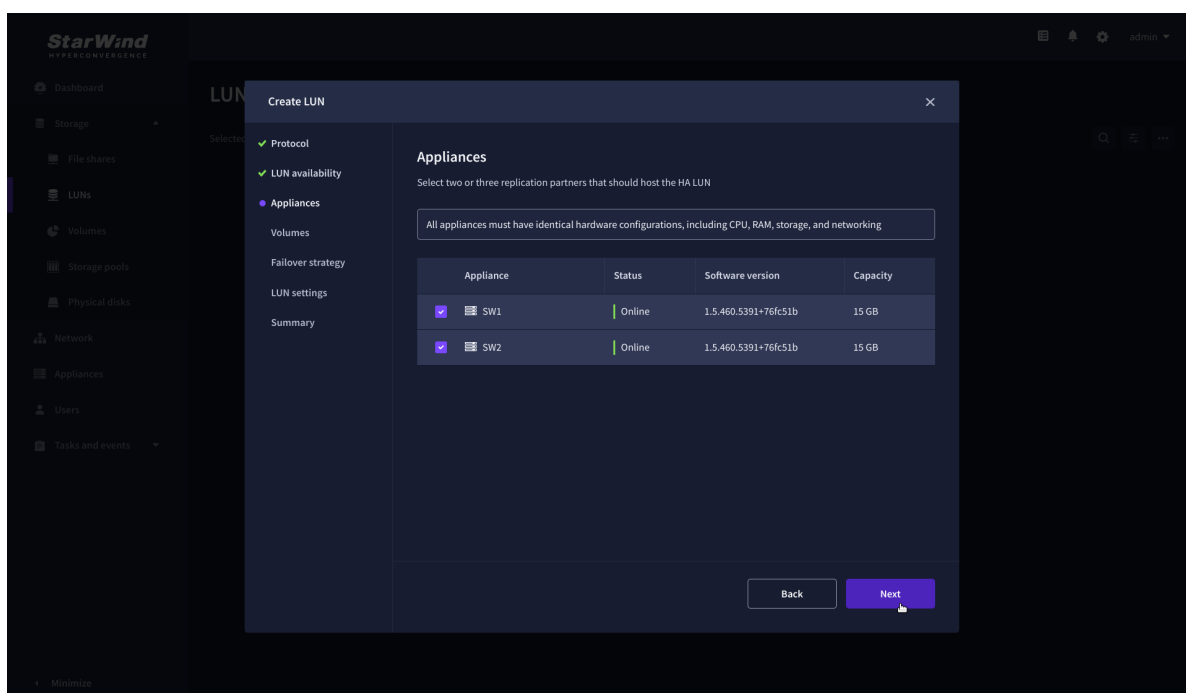 StarWind
HYPERCONVERGENCE
admin
Dashboard
Storage
File shares
LUNs
Volumes
Storage pools
Physical disks
Network
Appliances
Users
Tasks and events
Minimize
LUN
Selected
Create LUN
Protocol
LUN availability
Appliances
Volumes
Failover strategy
LUN settings
Summary
Appliances
Select two or three replication partners that should host the HA LUN
All appliances must have identical hardware configurations, including CPU, RAM, storage, and networking
Appliance Status Software version Capacity
SW1 Online 1.5.460.5391+76fc51b 15 GB
SW2 Online 1.5.460.5391+76fc51b 15 GB
Back Next